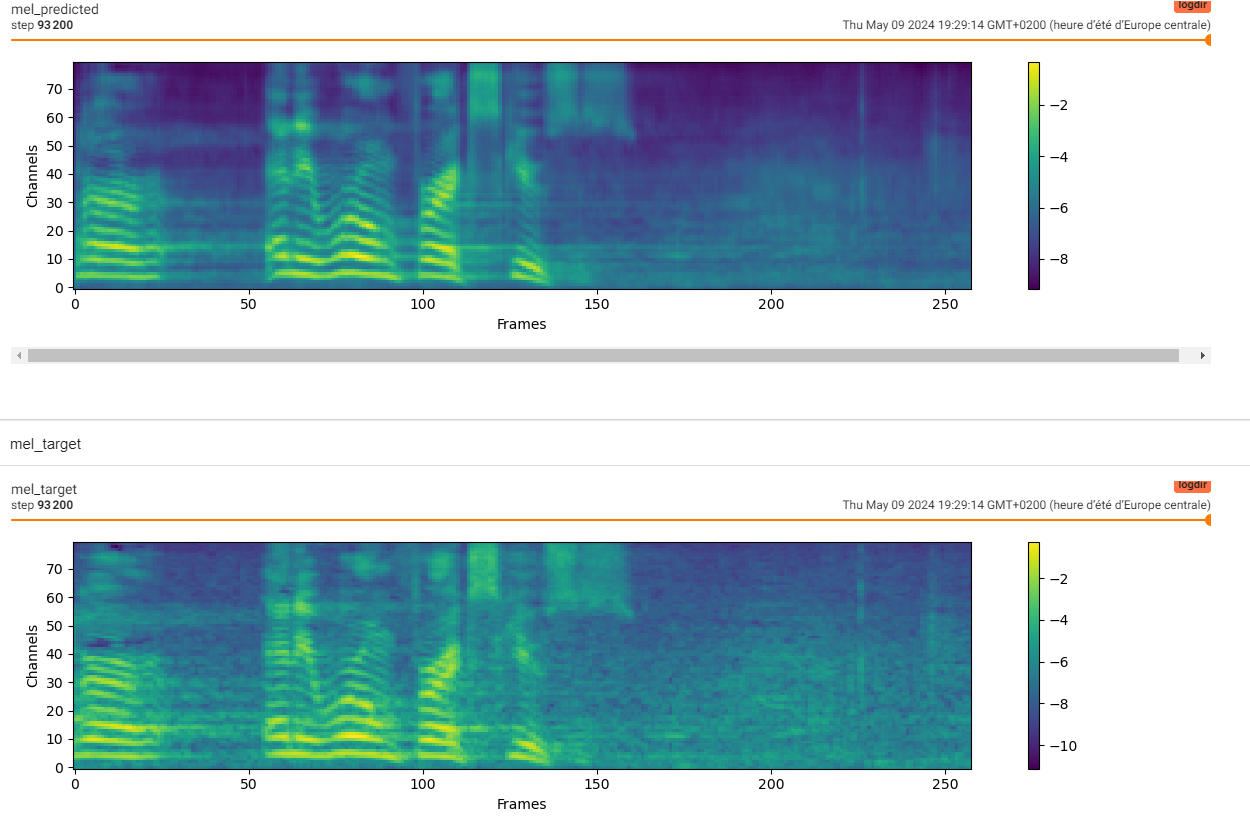 mel_predicted
logdir
step 93 200
Thu May 09 2024 19:29:14 GMT+0200 (heure d'été d'Europe centrale)
70
60
50
40
30
20
10
0
Channels
0 50 100 150 200 250
Frames
−2
−4
−6
−8
mel_target
mel_target
logdir
step 93 200
Thu May 09 2024 19:29:14 GMT+0200 (heure d'été d'Europe centrale)
70
60
50
40
30
20
10
0
Channels
0 50 100 150 200 250
Frames
−2
−4
−6
−8
−10